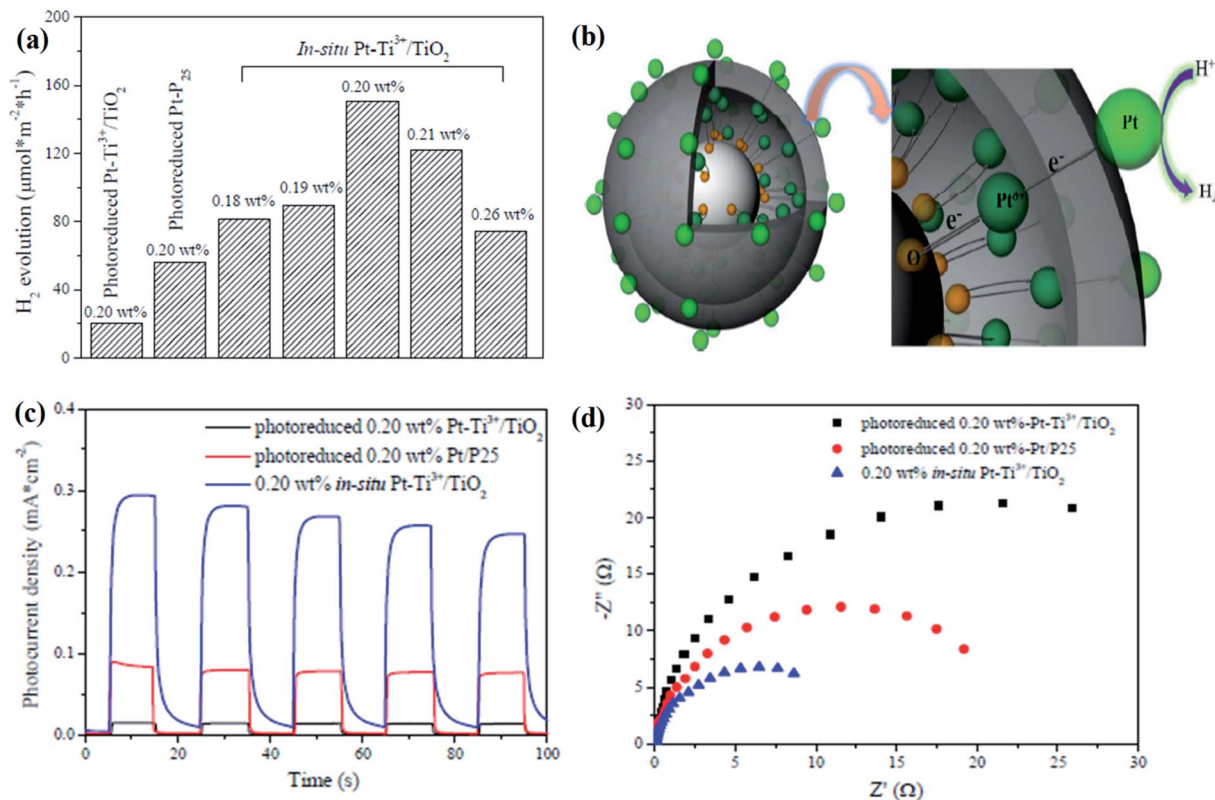 (a)
H₂ evolution (μmol*m⁻²*h⁻¹)
200
160
120
80
40
0
Photoreduced Pt-Ti³⁺/TiO₂
0.20 wt%
Photoreduced Pt-P₂₅
0.20 wt%
In-situ Pt-Ti³⁺/TiO₂
0.18 wt%
0.19 wt%
0.20 wt%
0.21 wt%
0.26 wt%
(b)
H⁺
Pt
e⁻
Ptᵟ⁺
e⁻
O
H₂
(c)
Photocurrent density (mA*cm⁻²)
0.4
0.3
0.2
0.1
0.0
photoreduced 0.20 wt% Pt-Ti³⁺/TiO₂
photoreduced 0.20 wt% Pt/P25
0.20 wt% in-situ Pt-Ti³⁺/TiO₂
0 20 40 60 80 100
Time (s)
(d)
-Z" (Ω)
30
25
20
15
10
5
0
photoreduced 0.20 wt%-Pt-Ti³⁺/TiO₂
photoreduced 0.20 wt%-Pt/P25
0.20 wt% in-situ Pt-Ti³⁺/TiO₂
0 5 10 15 20 25 30
Z' (Ω)